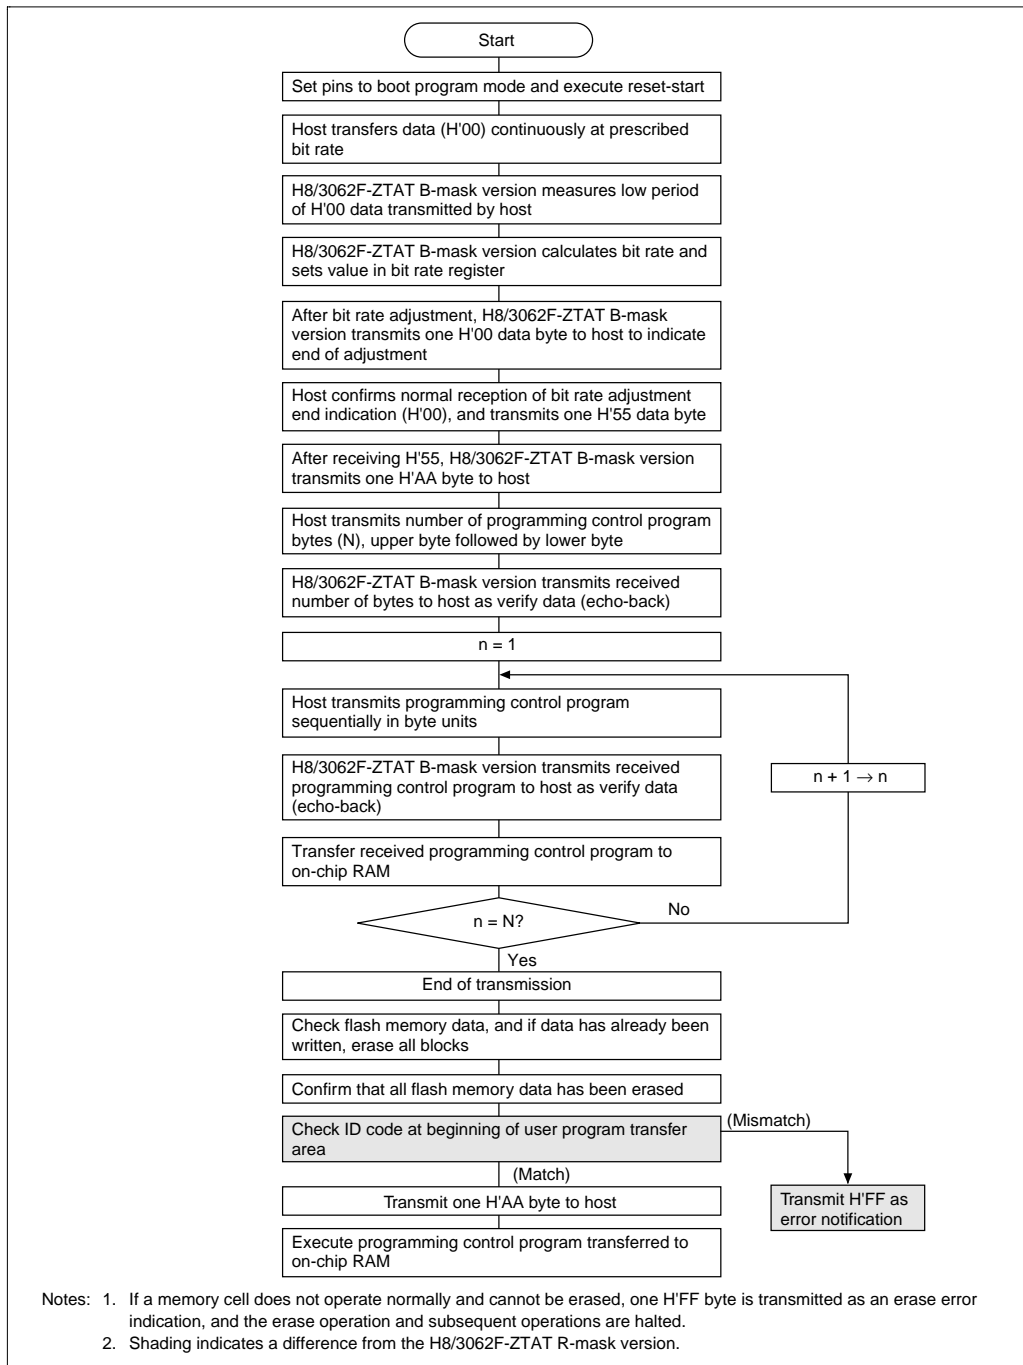 Start
Set pins to boot program mode and execute reset-start
Host transfers data (H'00) continuously at prescribed
bit rate
H8/3062F-ZTAT B-mask version measures low period
of H'00 data transmitted by host
H8/3062F-ZTAT B-mask version calculates bit rate and
sets value in bit rate register
After bit rate adjustment, H8/3062F-ZTAT B-mask
version transmits one H'00 data byte to host to indicate
end of adjustment
Host confirms normal reception of bit rate adjustment
end indication (H'00), and transmits one H'55 data byte
After receiving H'55, H8/3062F-ZTAT B-mask version
transmits one H'AA byte to host
Host transmits number of programming control program
bytes (N), upper byte followed by lower byte
H8/3062F-ZTAT B-mask version transmits received
number of bytes to host as verify data (echo-back)
n = 1
Host transmits programming control program
sequentially in byte units
H8/3062F-ZTAT B-mask version transmits received
programming control program to host as verify data
(echo-back)
n + 1 → n
Transfer received programming control program to
on-chip RAM
n = N?
No
Yes
End of transmission
Check flash memory data, and if data has already been
written, erase all blocks
Confirm that all flash memory data has been erased
Check ID code at beginning of user program transfer
area
(Mismatch)
(Match)
Transmit one H'AA byte to host
Transmit H'FF as
error notification
Execute programming control program transferred to
on-chip RAM
Notes: 1. If a memory cell does not operate normally and cannot be erased, one H'FF byte is transmitted as an erase error
indication, and the erase operation and subsequent operations are halted.
2. Shading indicates a difference from the H8/3062F-ZTAT R-mask version.